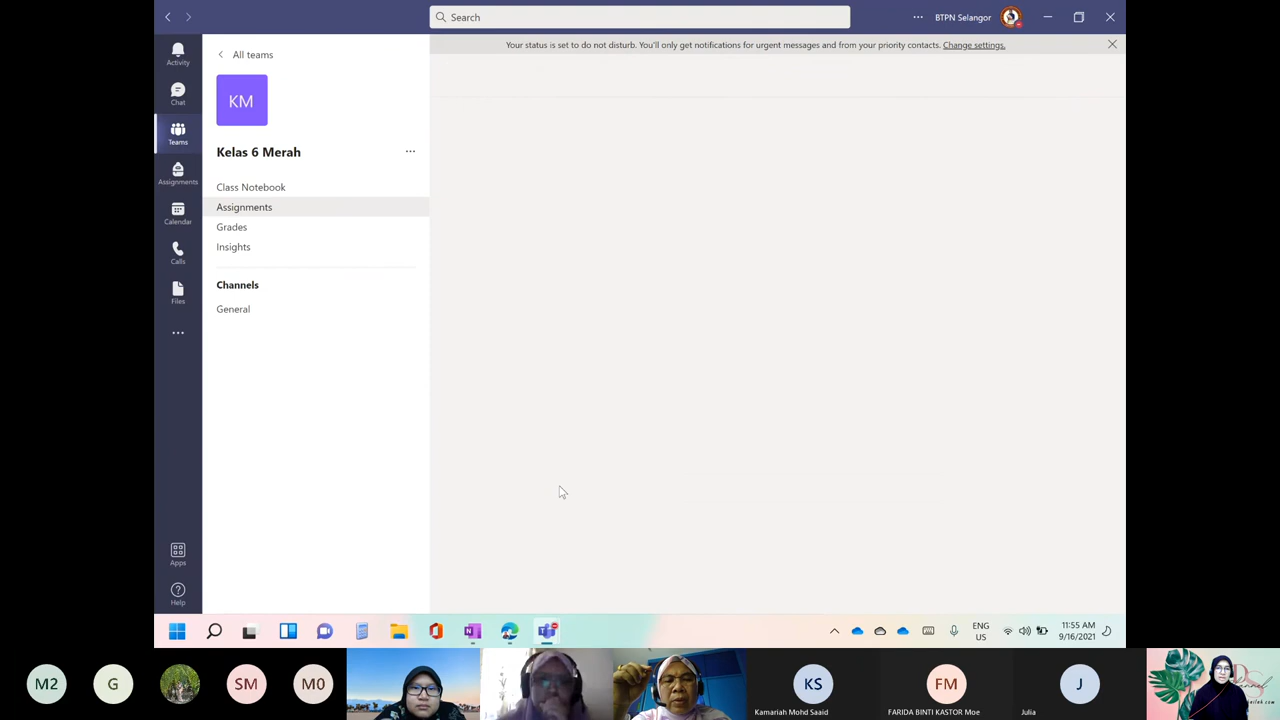 Search
BTPN Selangor
Your status is set to do not disturb. You'll only get notifications for urgent messages and from your priority contacts. Change settings.
Activity
Chat
Teams
Assignments
Calendar
Calls
Files
Apps
Help
All teams
KM
Kelas 6 Merah
Class Notebook
Assignments
Grades
Insights
Channels
General
ENG
US
11:55 AM
9/16/2021
M2
G
SM
M0
KS
Kamariah Mohd Saaid
FM
FARIDA BINTI KASTOR Moe
J
Julia